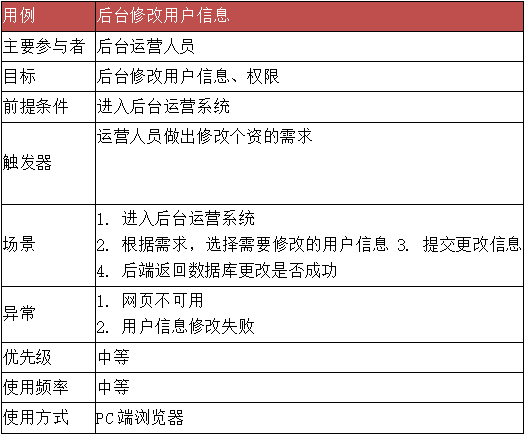 用例 后台修改用户信息
主要参与者 后台运营人员
目标 后台修改用户信息、权限
前提条件 进入后台运营系统
触发器 运营人员做出修改个资的需求
场景 1. 进入后台运营系统
2. 根据需求，选择需要修改的用户信息 3. 提交更改信息
4. 后端返回数据库更改是否成功
异常 1. 网页不可用
2. 用户信息修改失败
优先级 中等
使用频率 中等
使用方式 PC端浏览器